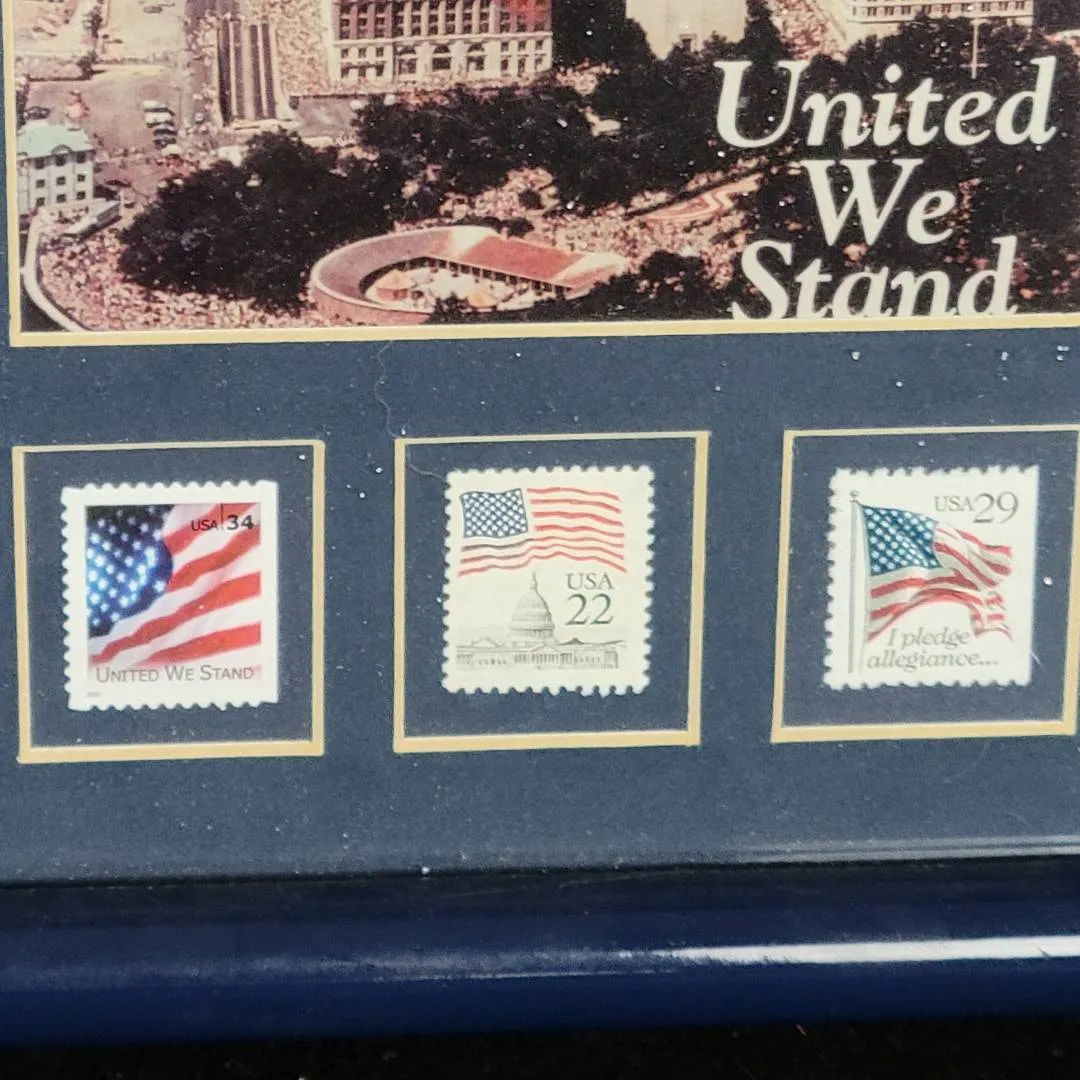 United
We
Stand
USA 34
UNITED WE STAND
USA
22
USA 29
I pledge
allegiance...